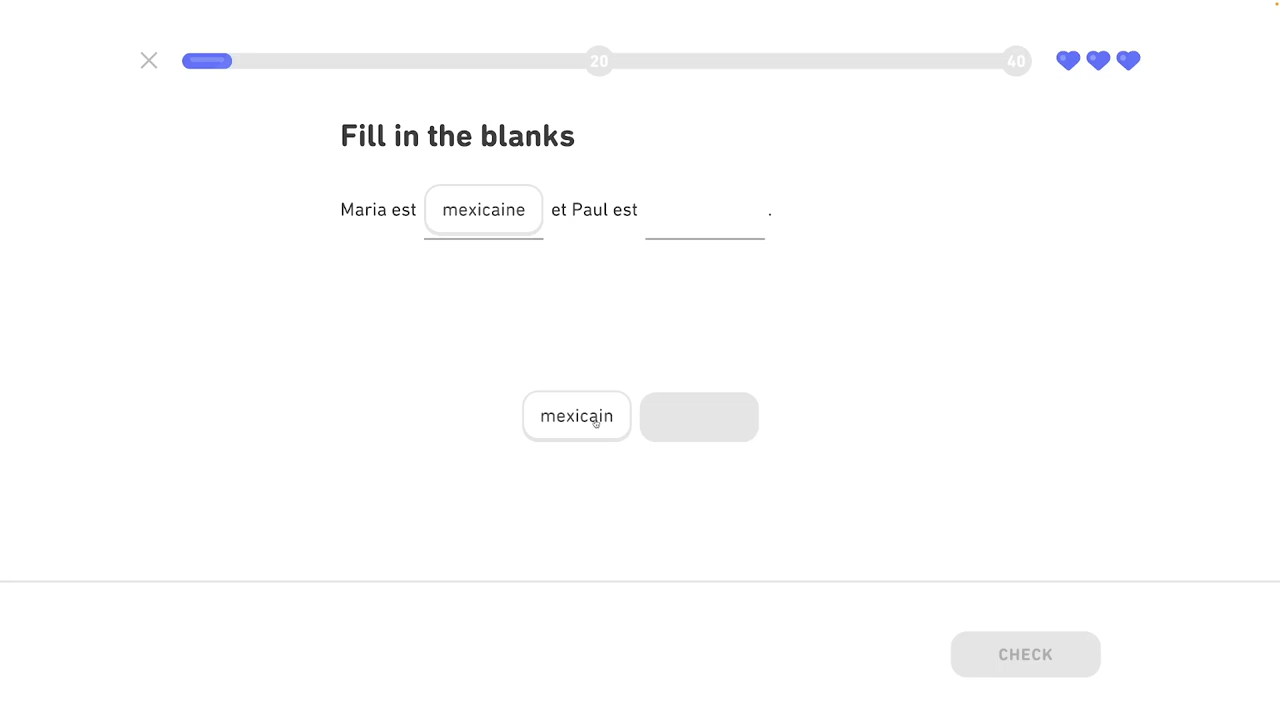 20
40
Fill in the blanks
Maria est mexicaine et Paul est .
mexicain
CHECK